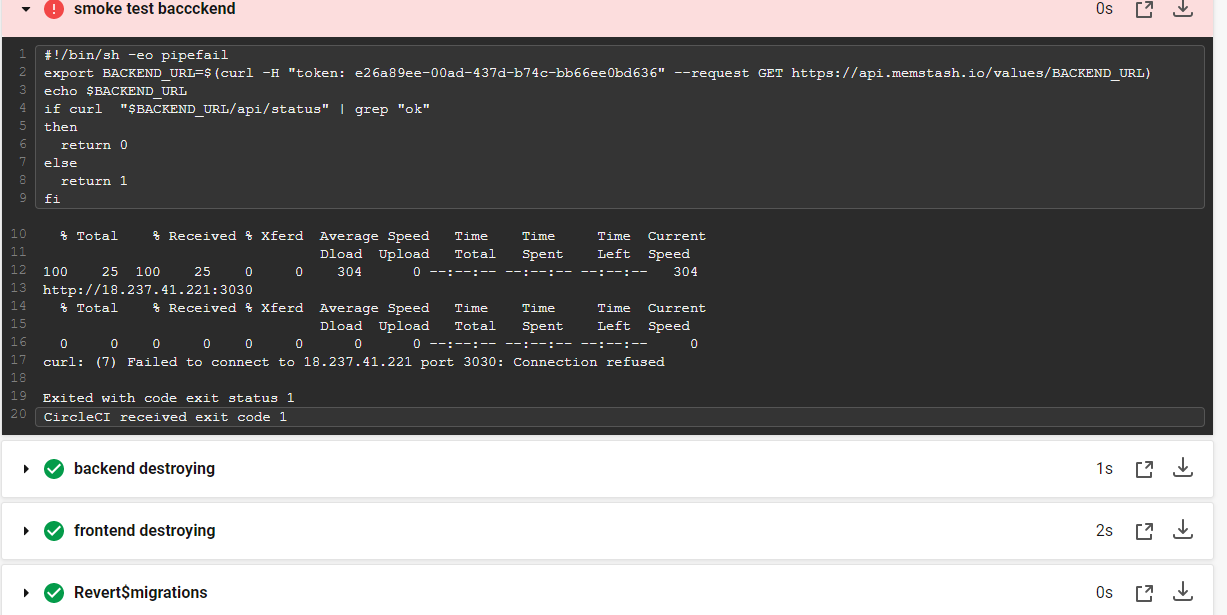 smoke test baccckend 0s
1 #!/bin/sh -eo pipefail
2 export BACKEND_URL=$(curl -H "token: e26a89ee-00ad-437d-b74c-bb66ee0bd636" --request GET https://api.memstash.io/values/BACKEND_URL)
3 echo $BACKEND_URL
4 if curl  "$BACKEND_URL/api/status" | grep "ok"
5 then
6   return 0
7 else
8   return 1
9 fi
10   % Total    % Received % Xferd  Average Speed   Time    Time     Time  Current
11                                  Dload  Upload   Total   Spent    Left  Speed
12 100    25  100    25    0     0    304      0 --:--:-- --:--:-- --:--:--   304
13 http://18.237.41.221:3030
14   % Total    % Received % Xferd  Average Speed   Time    Time     Time  Current
15                                  Dload  Upload   Total   Spent    Left  Speed
16   0     0    0     0    0     0      0      0 --:--:-- --:--:-- --:--:--     0
17 curl: (7) Failed to connect to 18.237.41.221 port 3030: Connection refused
18
19 Exited with code exit status 1
20 CircleCI received exit code 1
backend destroying 1s
frontend destroying 2s
Revert$migrations 0s